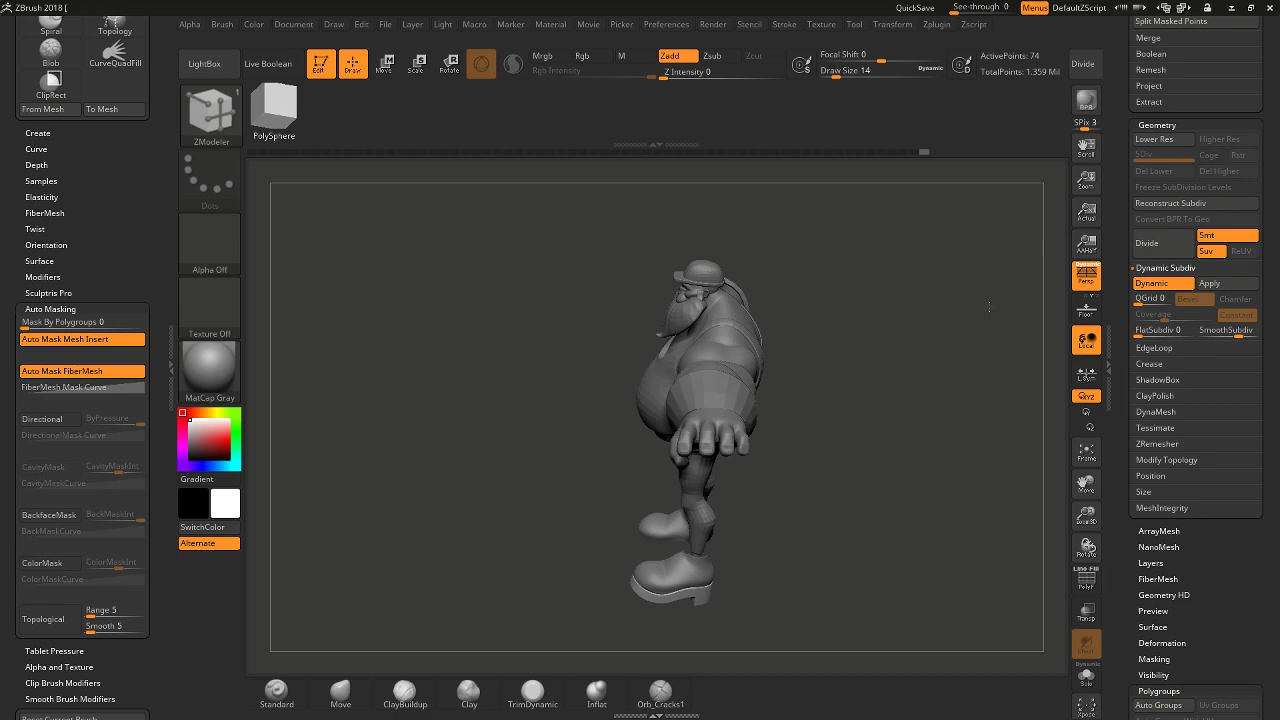 ZBrush 2018 [
QuickSave
See-through 0
Menus
DefaultZScript
Alpha Brush Color Document Draw Edit File Layer Light Macro Marker Material Movie Picker Preferences Render Stencil Stroke Texture Tool Transform Zplugin Zscript
Spiral
Topology
Blob
CurveQuadFill
ClipRect
From Mesh
To Mesh
Create
Curve
Depth
Samples
Elasticity
FiberMesh
Twist
Orientation
Surface
Modifiers
Sculptris Pro
Auto Masking
Mask By Polygroups 0
Auto Mask Mesh Insert
Auto Mask FiberMesh
FiberMesh Mask Curve
Directional
ByPressure
DirectionalMask Curve
CavityMask
CavityMaskInt
CavityMaskCurve
BackfaceMask
BackMaskInt
BackMaskCurve
ColorMask
ColorMaskInt
ColorMaskCurve
Topological
Range 5
Smooth 5
Tablet Pressure
Alpha and Texture
Clip Brush Modifiers
Smooth Brush Modifiers
Reset Current Brush
LightBox
Live Boolean
Edit
Draw
Move
Scale
Rotate
Mrgb
Rgb
M
Rgb Intensity
Zadd
Zsub
Zcut
Z Intensity 0
S
Focal Shift 0
Draw Size 14
Dynamic
D
ActivePoints: 74
TotalPoints: 1.359 Mil
Divide
1
ZModeler
PolySphere
Dots
Alpha Off
Texture Off
MatCap Gray
Gradient
SwitchColor
Alternate
Standard
Move
ClayBuildup
Clay
TrimDynamic
Inflat
Orb_Cracks1
BPR
SPix 3
Scroll
Zoom
Actual
AAHalf
Dynamic
Persp
Floor
Local
L.Sym
Frame
Move
Zoom3D
Rotate
Line Fill
PolyF
Transp
Dynamic
Solo
Xpose
Split Masked Points
Merge
Boolean
Remesh
Project
Extract
Geometry
Lower Res
Higher Res
SDiv
Cage
Rstr
Del Lower
Del Higher
Freeze SubDivision Levels
Reconstruct Subdiv
Convert BPR To Geo
Divide
Smt
Suv
ReUV
Dynamic Subdiv
Dynamic
Apply
QGrid 0
Bevel
Chamfer
Coverage
Constant
FlatSubdiv 0
SmoothSubdiv
EdgeLoop
Crease
ShadowBox
ClayPolish
DynaMesh
Tessimate
ZRemesher
Modify Topology
Position
Size
MeshIntegrity
ArrayMesh
NanoMesh
Layers
FiberMesh
Geometry HD
Preview
Surface
Deformation
Masking
Visibility
Polygroups
Auto Groups
Uv Groups